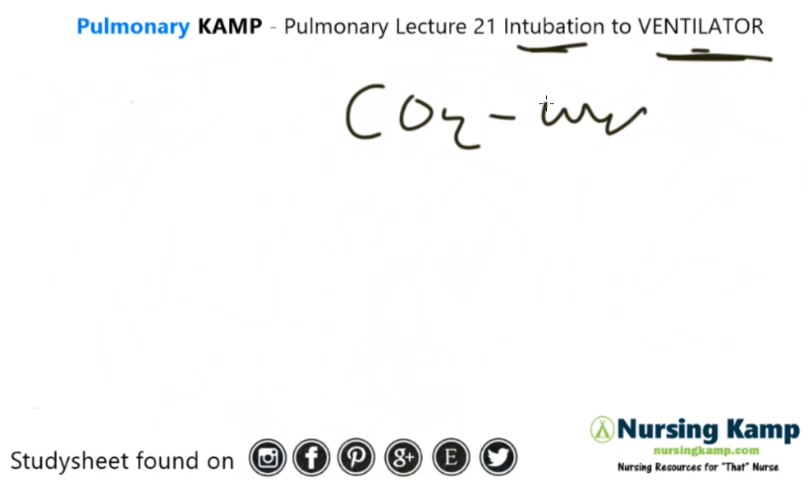 Pulmonary KAMP - Pulmonary Lecture 21 Intubation to VENTILATOR
CO2 -
Nursing Kamp
nursingkamp.com
Nursing Resources for "That" Nurse
Studysheet found on